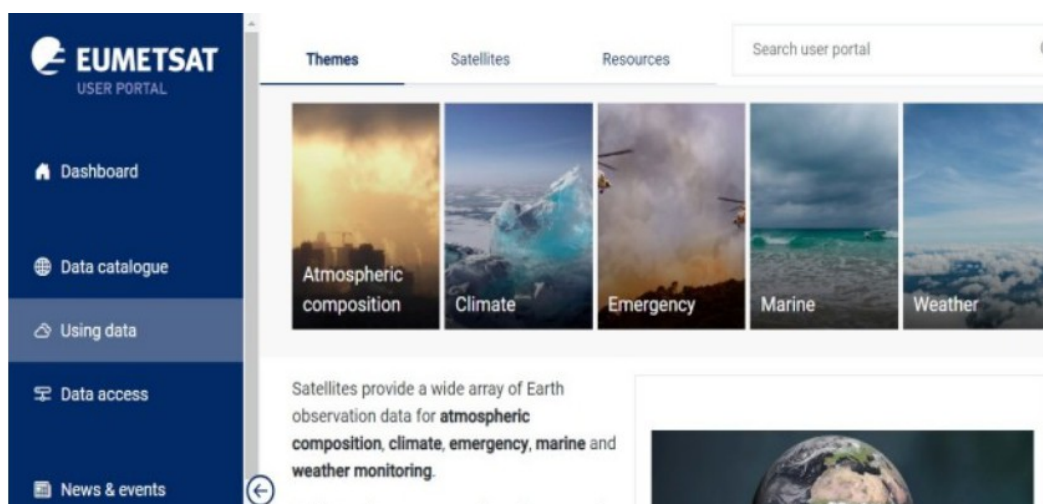 EUMETSAT
USER PORTAL
Dashboard
Data catalogue
Using data
Data access
News & events
Themes
Satellites
Resources
Search user portal
Atmospheric
composition
Climate
Emergency
Marine
Weather
Satellites provide a wide array of Earth
observation data for atmospheric
composition, climate, emergency, marine and
weather monitoring.